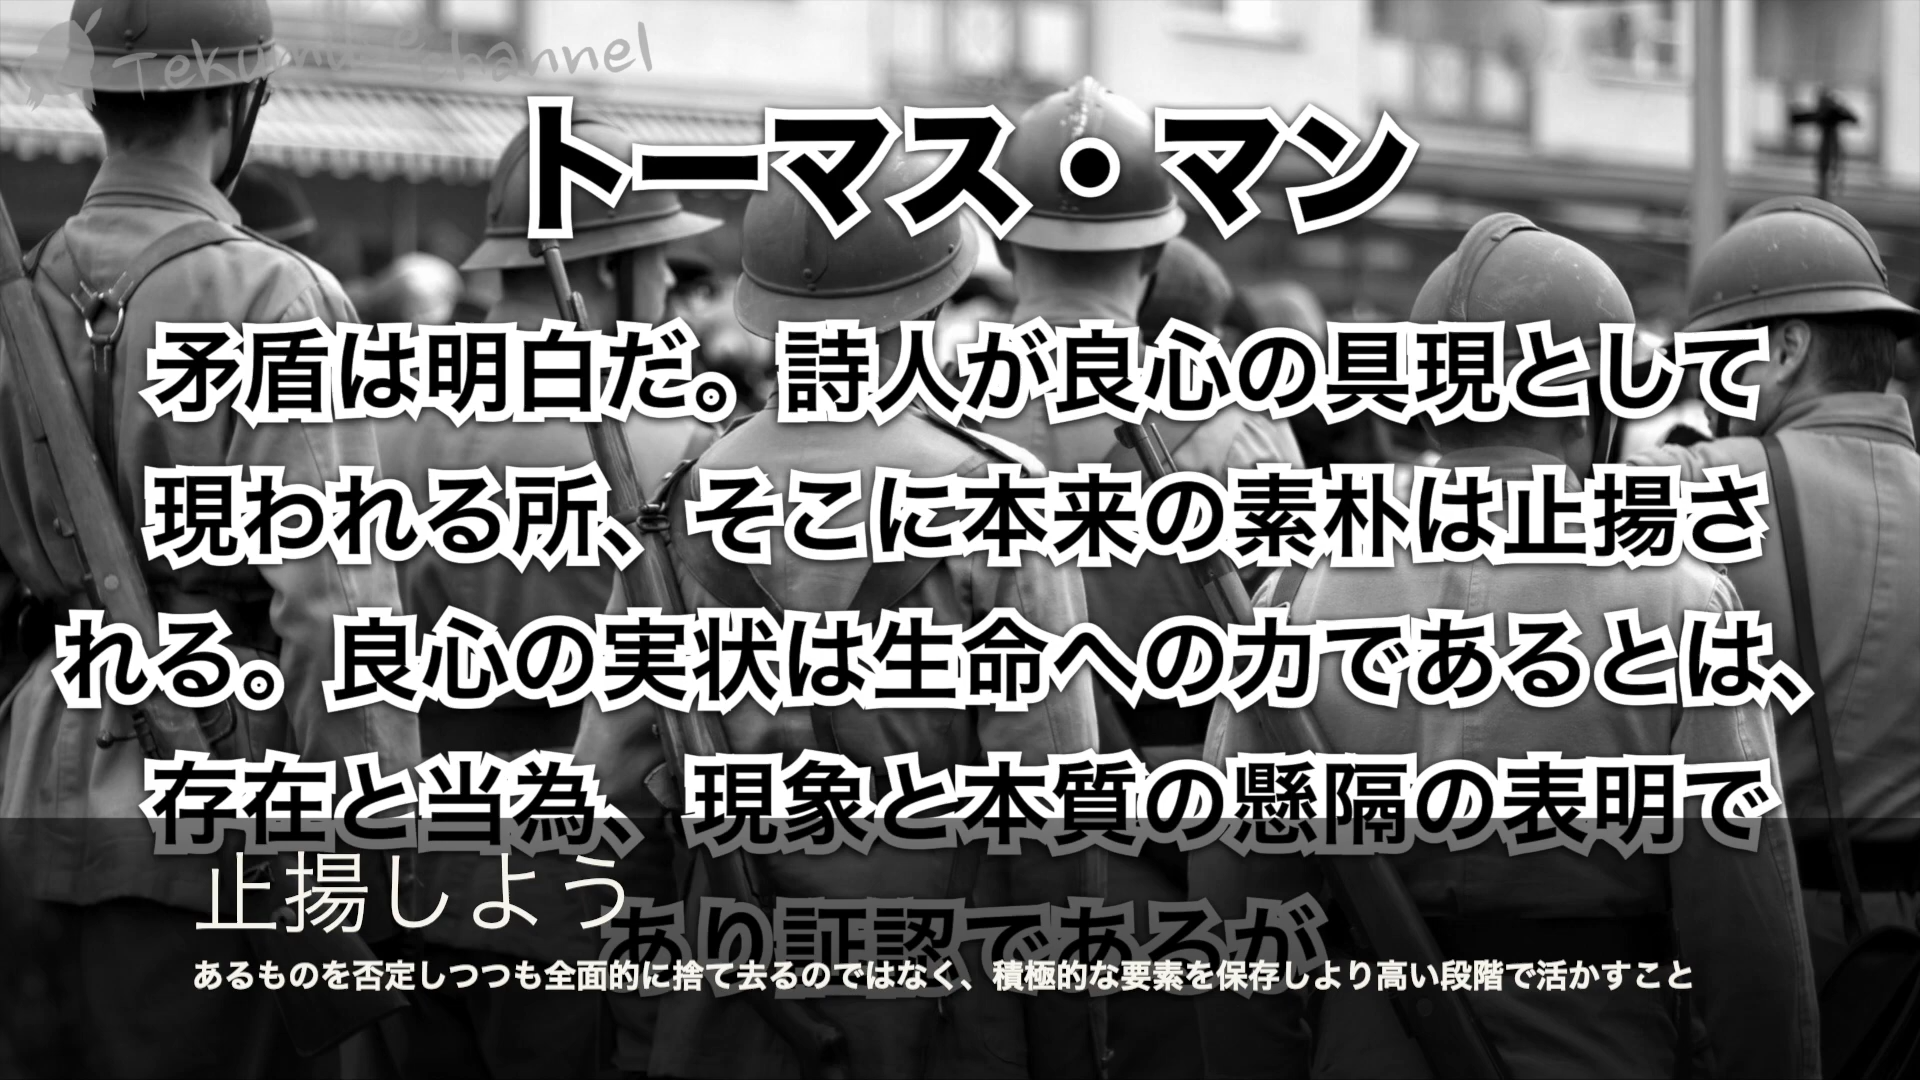 Tekumire channel
トーマス・マン
矛盾は明白だ。詩人が良心の具現として
現われる所、そこに本来の素朴は止揚さ
れる。良心の実状は生命への力であるとは、
存在と当為、現象と本質の懸隔の表明で
あり証認であるが
止揚しよう
あるものを否定しつつも全面的に捨て去るのではなく、積極的な要素を保存しより高い段階で活かすこと